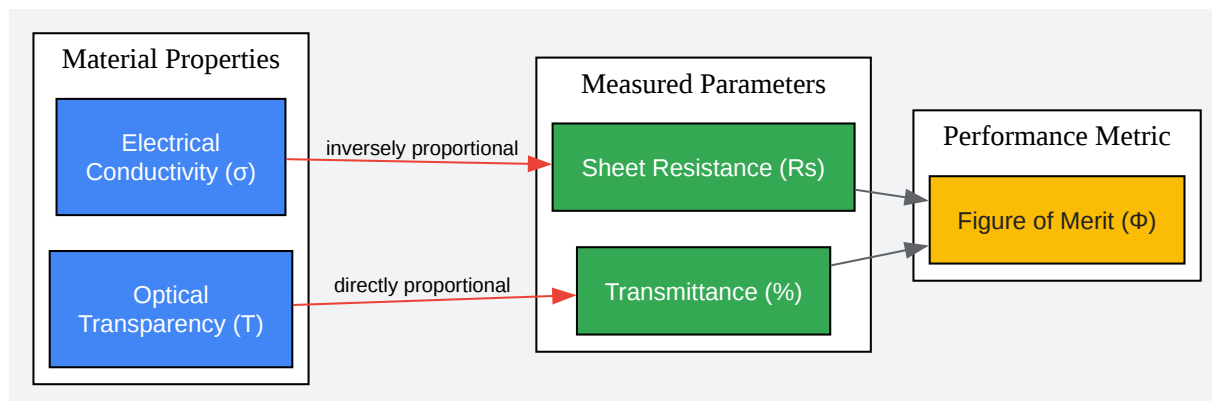 Material Properties
Electrical
Conductivity (σ)
Optical
Transparency (T)
inversely proportional
directly proportional
Measured Parameters
Sheet Resistance (Rs)
Transmittance (%)
Performance Metric
Figure of Merit (Φ)